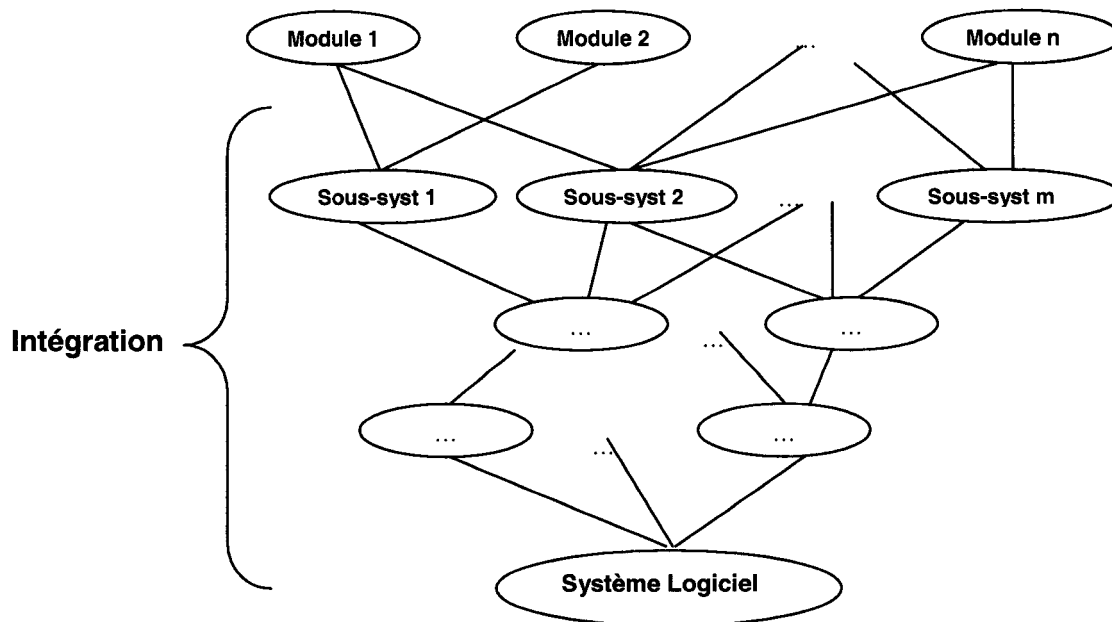 Module 1
Module 2
...
Module n
Sous-syst 1
Sous-syst 2
...
Sous-syst m
Intégration
...
...
...
...
...
...
Système Logiciel